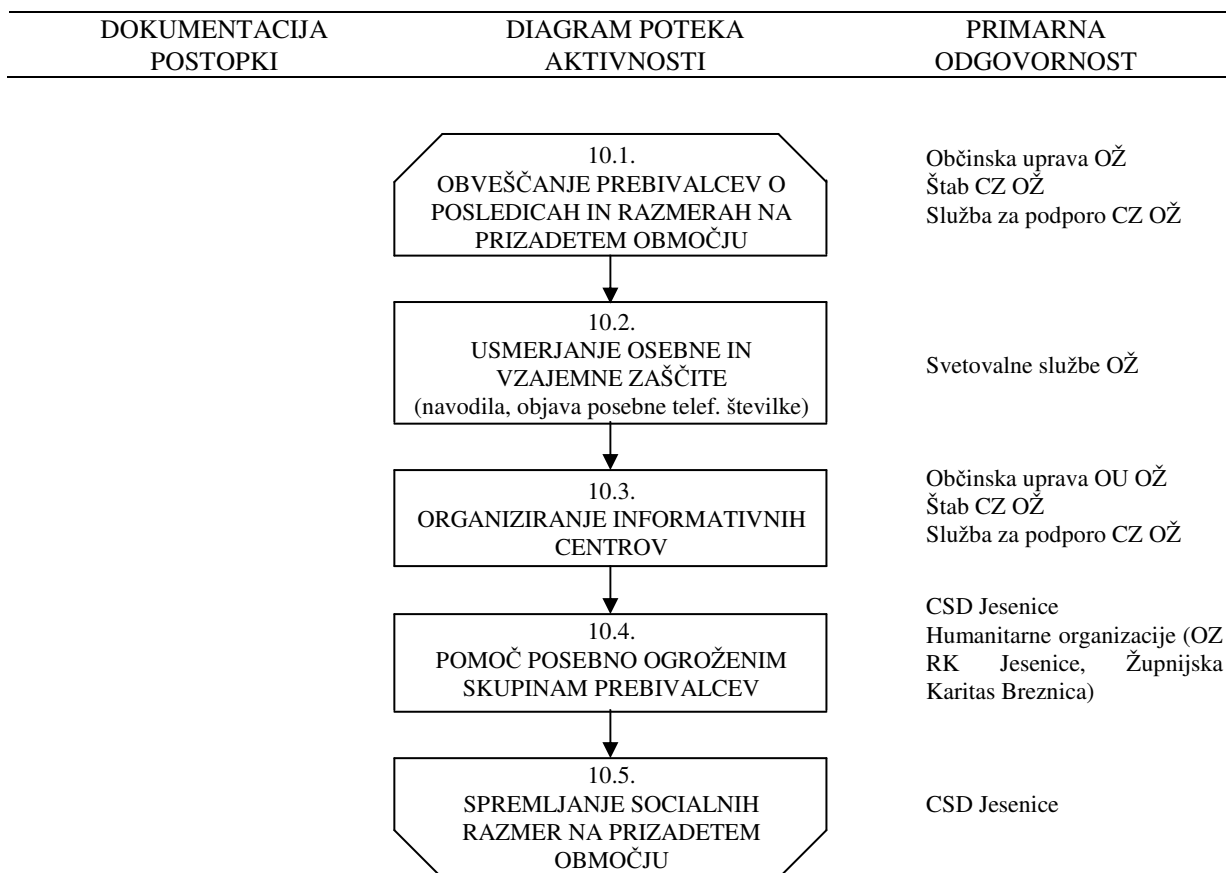 DOKUMENTACIJA
POSTOPKI
DIAGRAM POTEKA
AKTIVNOSTI
PRIMARNA
ODGOVORNOST
10.1.
OBVEŠČANJE PREBIVALCEV O
POSLEDICAH IN RAZMERAH NA
PRIZADETEM OBMOČJU
Občinska uprava OŽ
Štab CZ OŽ
Služba za podporo CZ OŽ
10.2.
USMERJANJE OSEBNE IN
VZAJEMNE ZAŠČITE
(navodila, objava posebne telef. številke)
Svetovalne službe OŽ
10.3.
ORGANIZIRANJE INFORMATIVNIH
CENTROV
Občinska uprava OU OŽ
Štab CZ OŽ
Služba za podporo CZ OŽ
10.4.
POMOČ POSEBNO OGROŽENIM
SKUPINAM PREBIVALCEV
CSD Jesenice
Humanitarne organizacije (OZ
RK Jesenice, Župnijska
Karitas Breznica)
10.5.
SPREMLJANJE SOCIALNIH
RAZMER NA PRIZADETEM
OBMOČJU
CSD Jesenice